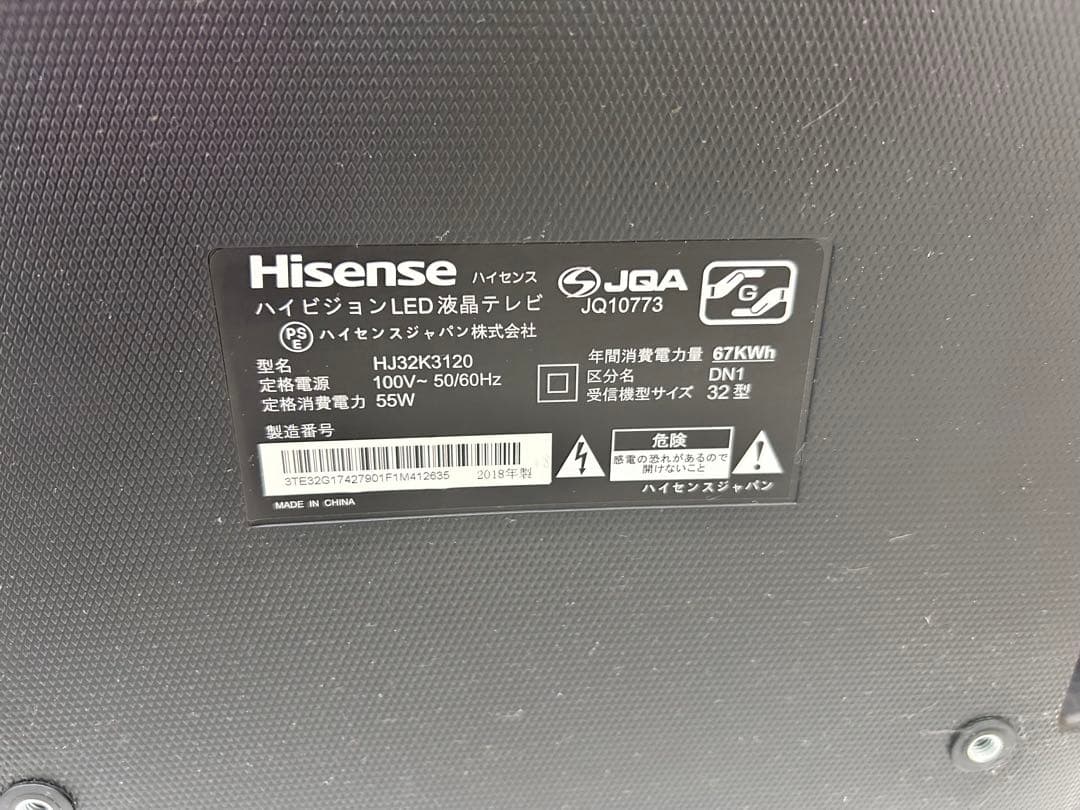 Hisense ハイセンス
JQA
JQ10773
G
ハイビジョンLED液晶テレビ
PS
E
ハイセンスジャパン株式会社
型名 HJ32K3120
定格電源 100V~ 50/60Hz
定格消費電力 55W
年間消費電力量 67KWh
区分名 DN1
受信機型サイズ 32型
製造番号
3TE32G17427901F1M412635 2018年製
危険
感電の恐れがあるので
開けないこと
ハイセンスジャパン
MADE IN CHINA